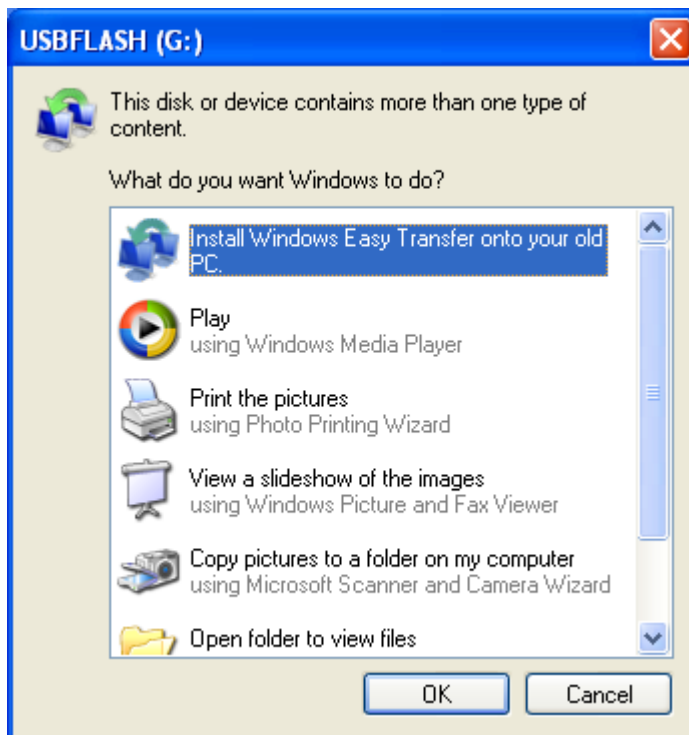 USBFLASH (G:)
This disk or device contains more than one type of
content.
What do you want Windows to do?
Install Windows Easy Transfer onto your old
PC.
Play
using Windows Media Player
Print the pictures
using Photo Printing Wizard
View a slideshow of the images
using Windows Picture and Fax Viewer
Copy pictures to a folder on my computer
using Microsoft Scanner and Camera Wizard
Open folder to view files
OK Cancel